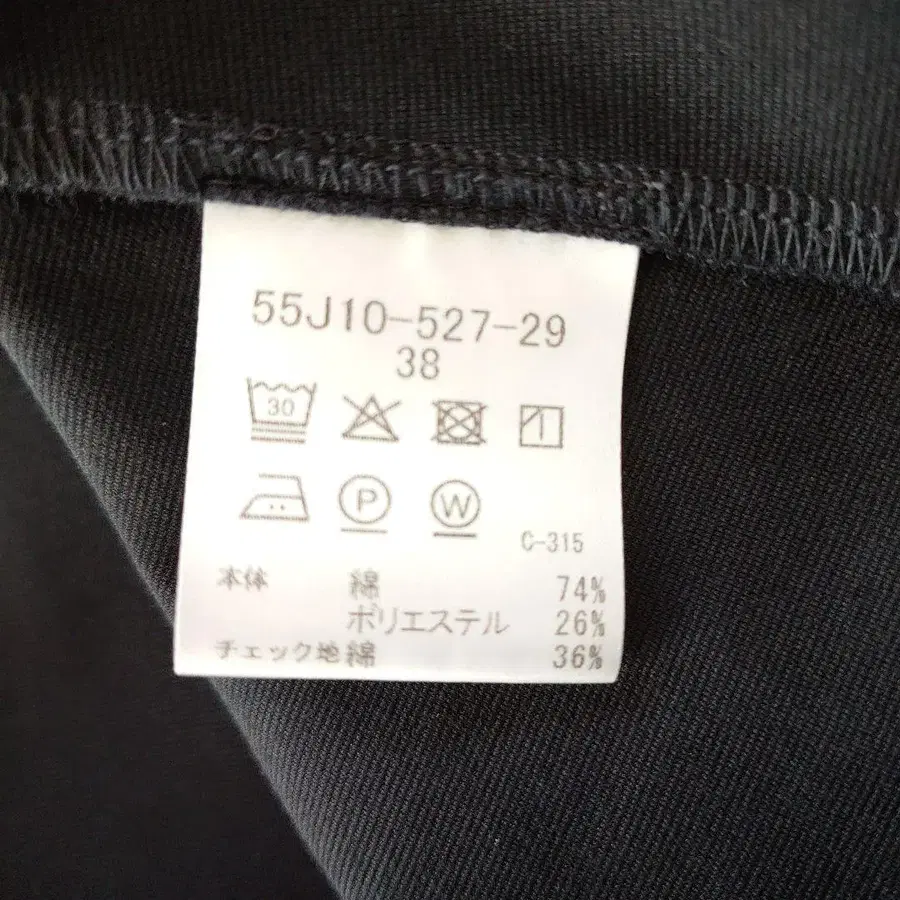 55J10-527-29
38
30
P W
C-315
本体 綿 74%
ポリエステル 26%
チェック地綿 36%